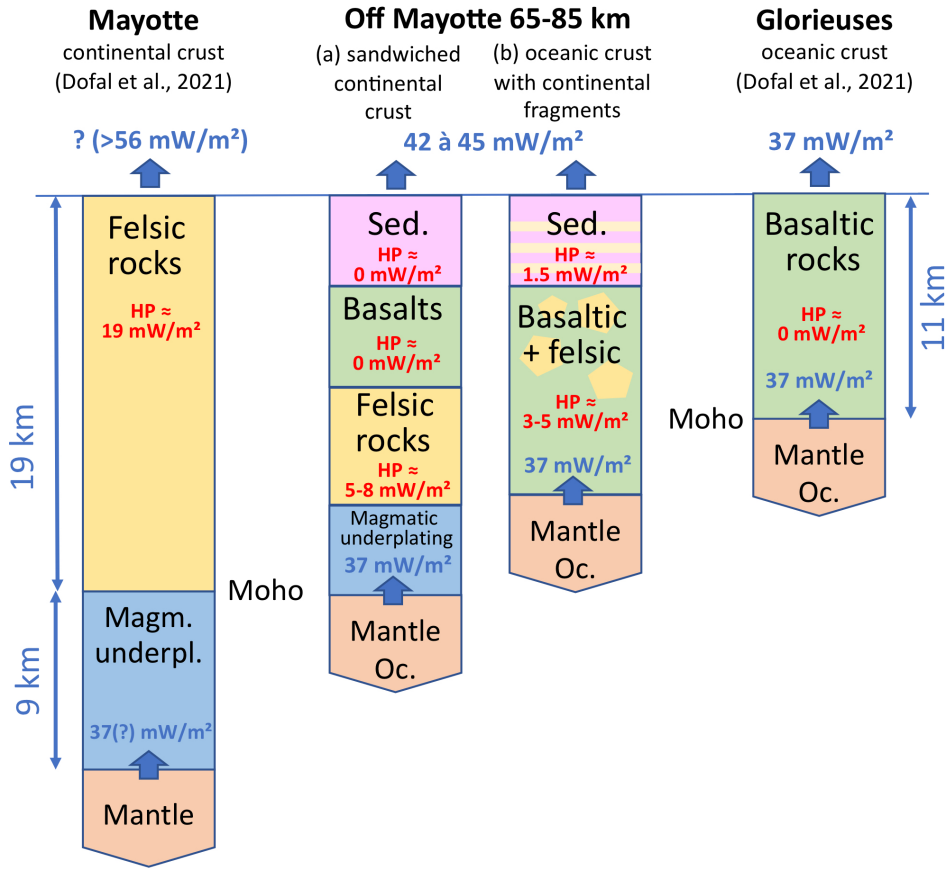 Mayotte
continental crust
(Dofal et al., 2021)
? (>56 mW/m²)
Felsic
rocks
HP ≈
19 mW/m²
19 km
Moho
Magm.
underpl.
9 km
37(?) mW/m²
Mantle
Off Mayotte 65-85 km
(a) sandwiched
continental
crust
(b) oceanic crust
with continental
fragments
42 à 45 mW/m²
Sed.
HP ≈
0 mW/m²
Basalts
HP ≈
0 mW/m²
Felsic
rocks
HP ≈
5-8 mW/m²
Magmatic
underplating
37 mW/m²
Mantle
Oc.
Sed.
HP ≈
1.5 mW/m²
Basaltic
+ felsic
HP ≈
3-5 mW/m²
37 mW/m²
Mantle
Oc.
Glorieuses
oceanic crust
(Dofal et al., 2021)
37 mW/m²
Basaltic
rocks
HP ≈
0 mW/m²
37 mW/m²
11 km
Moho
Mantle
Oc.